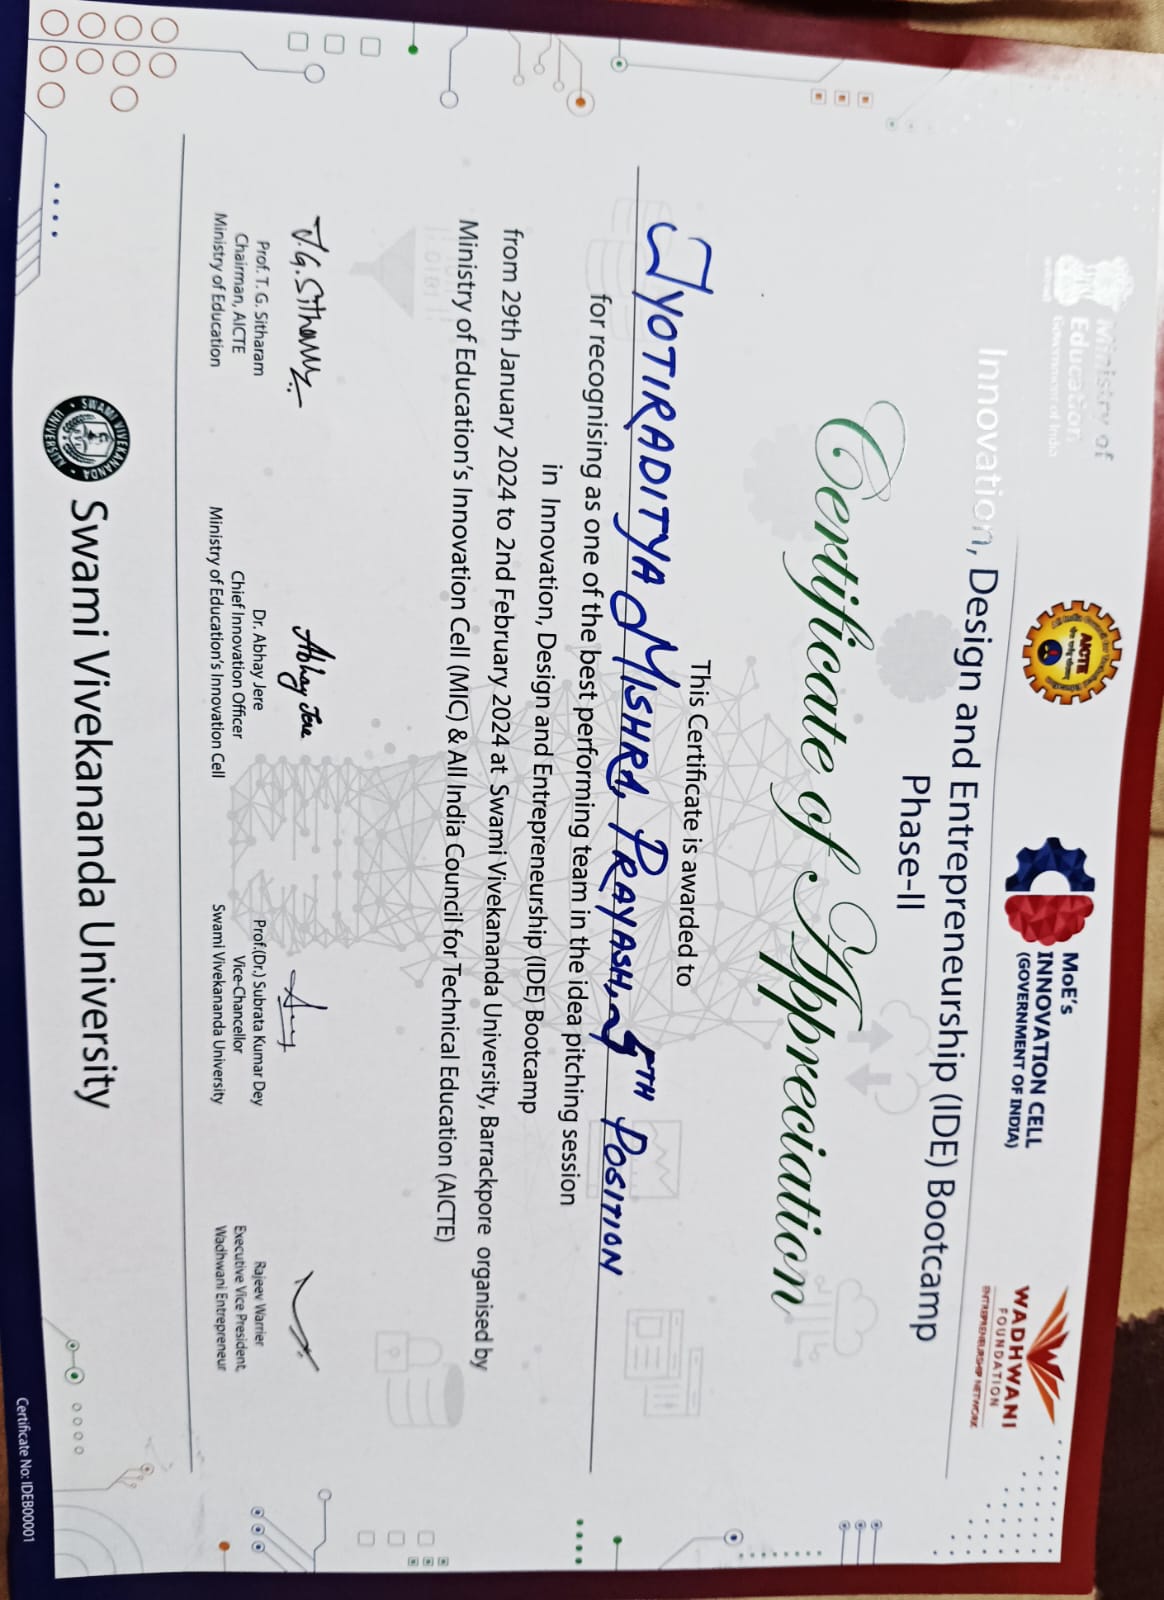 Ministry of
Education
Government of India
AICTE
MoE's
INNOVATION CELL
(GOVERNMENT OF INDIA)
WADHWANI
FOUNDATION
ENTREPRENEURSHIP NETWORK
Innovation, Design and Entrepreneurship (IDE) Bootcamp
Phase-II
Certificate of Appreciation
This Certificate is awarded to
JYOTIRADITYA MISHRA, PRAYASH, 5TH POSITION
for recognising as one of the best performing team in the idea pitching session
in Innovation, Design and Entrepreneurship (IDE) Bootcamp
from 29th January 2024 to 2nd February 2024 at Swami Vivekananda University, Barrackpore organised by
Ministry of Education's Innovation Cell (MIC) & All India Council for Technical Education (AICTE)
T.G. Sitharam
Abhay Jere
Prof. T. G. Sitharam
Chairman, AICTE
Ministry of Education
Dr. Abhay Jere
Chief Innovation Officer
Ministry of Education's Innovation Cell
Prof.(Dr.) Subrata Kumar Dey
Vice-Chancellor
Swami Vivekananda University
Rajeev Warrier
Executive Vice President,
Wadhwani Entrepreneur
SWAMI VIVEKANANDA UNIVERSITY
Swami Vivekananda University
Certificate No: IDEB00001